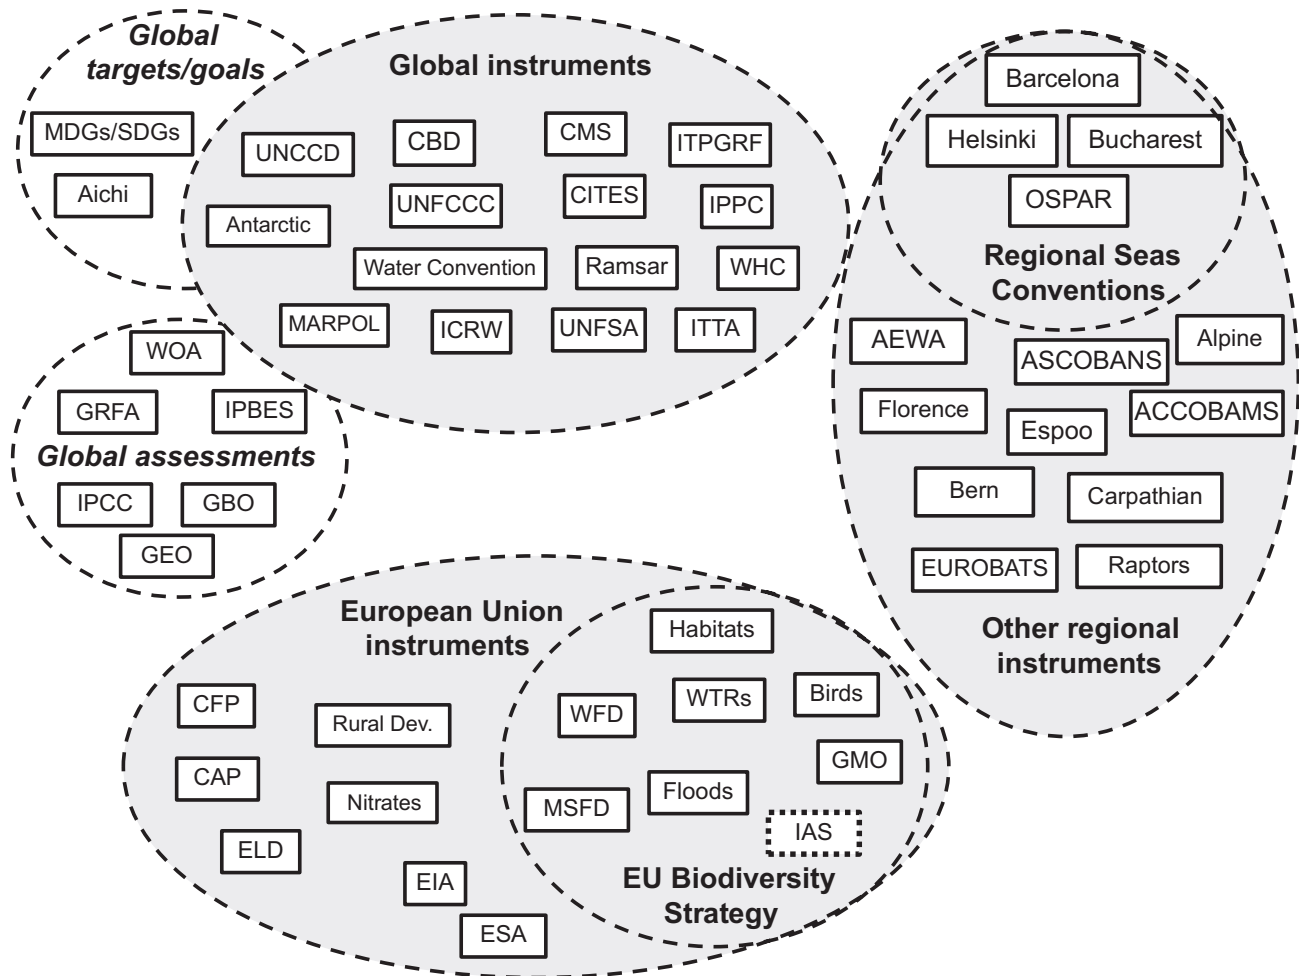 Global
targets/goals
MDGs/SDGs
Aichi
Global instruments
UNCCD
CBD
CMS
ITPGRF
UNFCCC
CITES
IPPC
Antarctic
Water Convention
Ramsar
WHC
MARPOL
ICRW
UNFSA
ITTA
Barcelona
Helsinki
Bucharest
OSPAR
Regional Seas
Conventions
AEWA
ASCOBANS
Alpine
Florence
Espoo
ACCOBAMS
Bern
Carpathian
EUROBATS
Raptors
Other regional
instruments
WOA
GRFA
IPBES
Global assessments
IPCC
GBO
GEO
European Union
instruments
CFP
Rural Dev.
CAP
Nitrates
ELD
EIA
ESA
Habitats
WFD
WTRs
Birds
GMO
MSFD
Floods
IAS
EU Biodiversity
Strategy